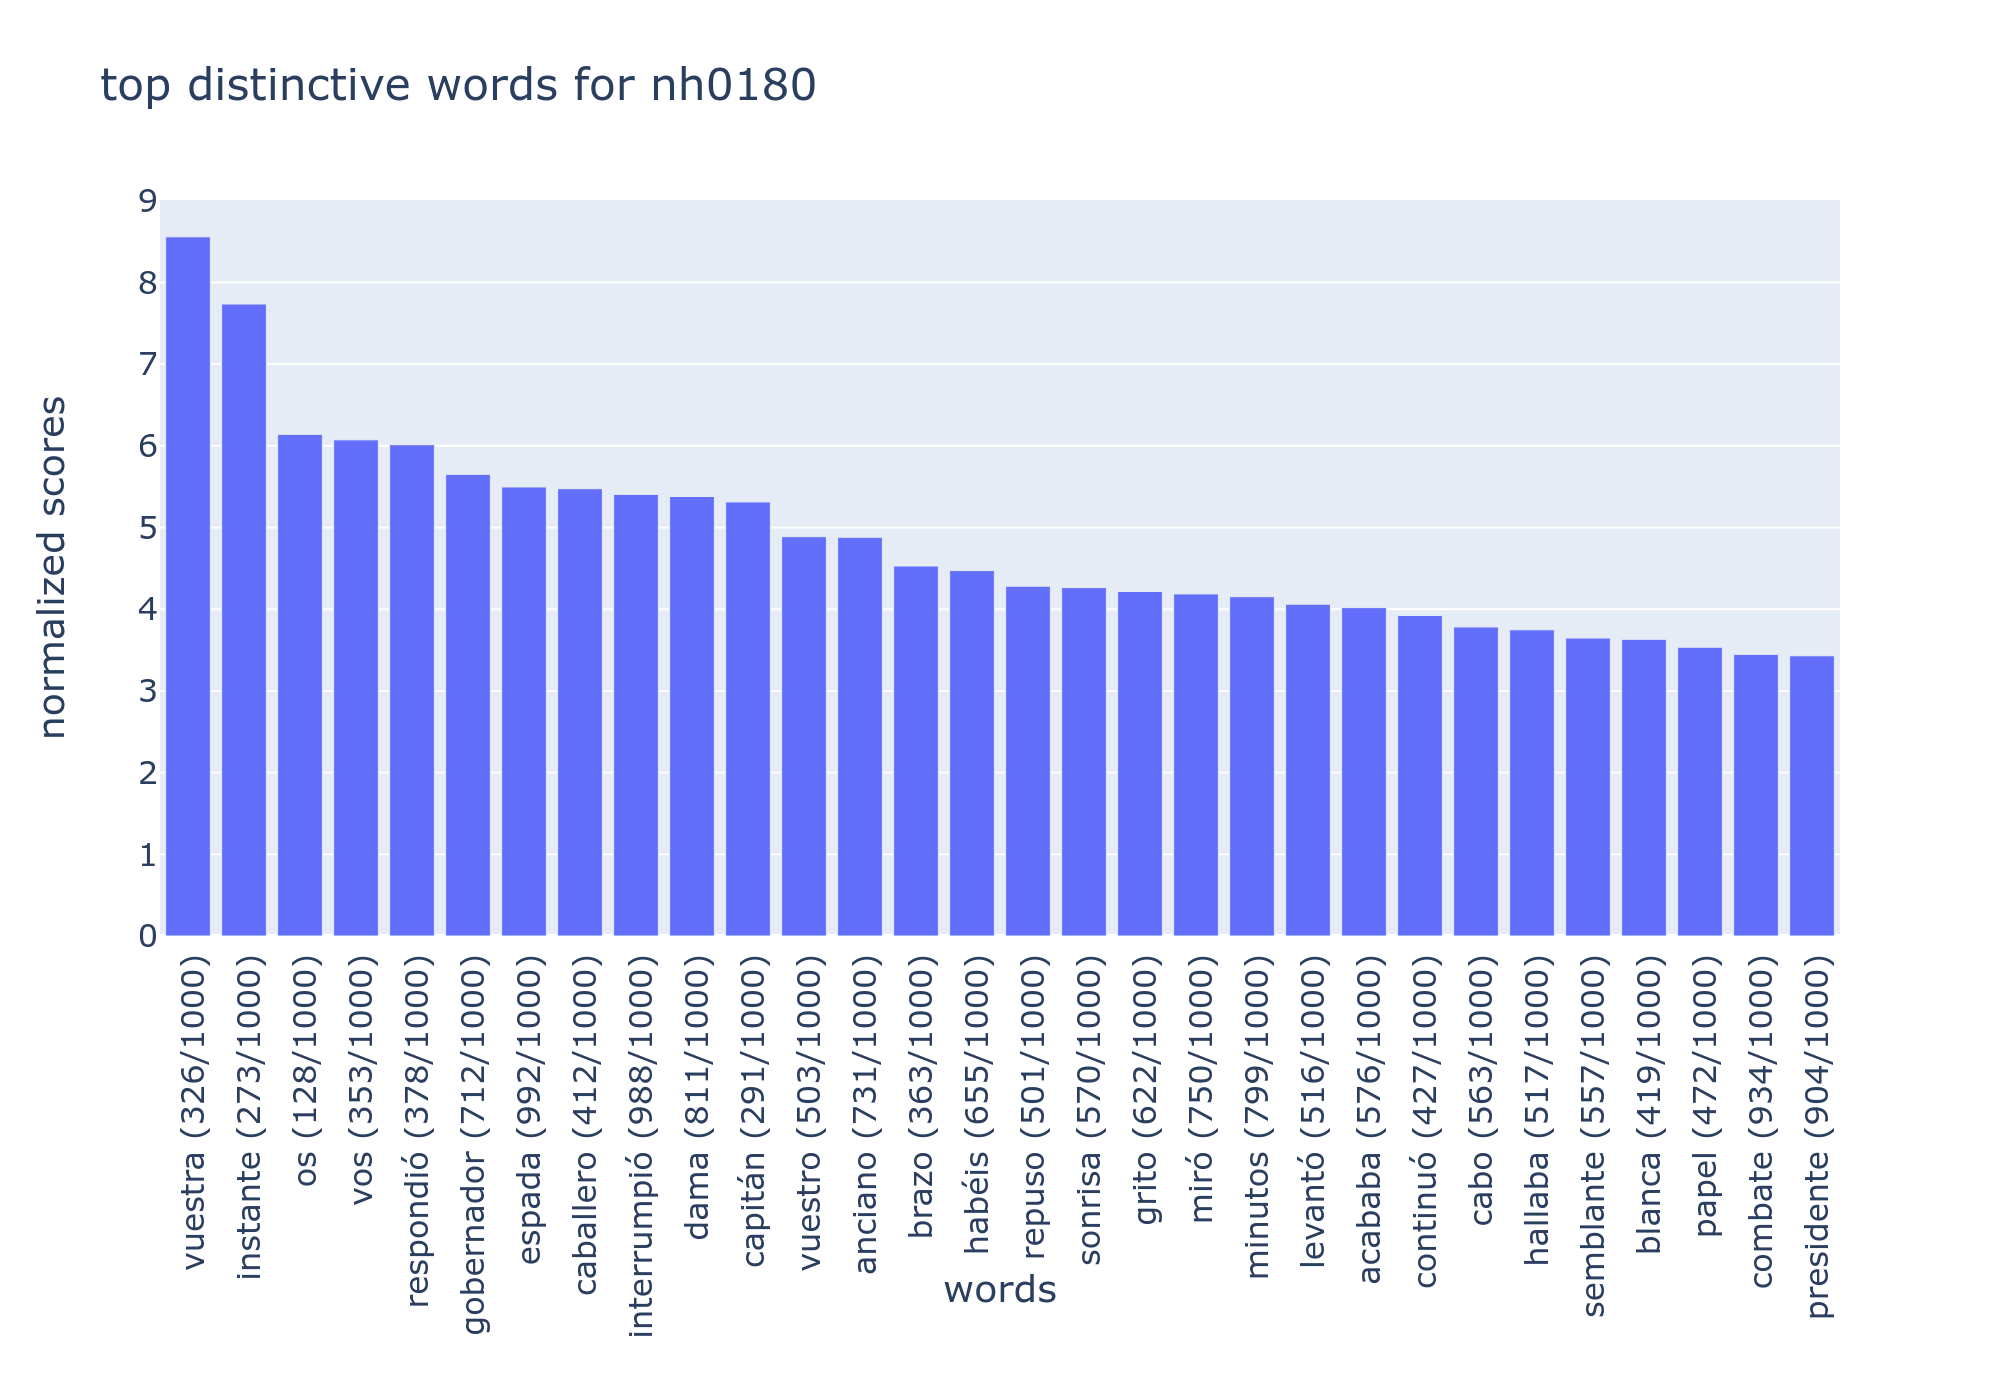 top distinctive words for nh0180
normalized scores
9
8
7
6
5
4
3
2
1
0
vuestra (326/1000)
instante (273/1000)
os (128/1000)
vos (353/1000)
respondió (378/1000)
gobernador (712/1000)
espada (992/1000)
caballero (412/1000)
interrumpió (988/1000)
dama (811/1000)
capitán (291/1000)
vuestro (503/1000)
anciano (731/1000)
brazo (363/1000)
habéis (655/1000)
repuso (501/1000)
sonrisa (570/1000)
grito (622/1000)
miró (750/1000)
minutos (799/1000)
levantó (516/1000)
acababa (576/1000)
continuó (427/1000)
cabo (563/1000)
hallaba (517/1000)
semblante (557/1000)
blanca (419/1000)
papel (472/1000)
combate (934/1000)
presidente (904/1000)
words